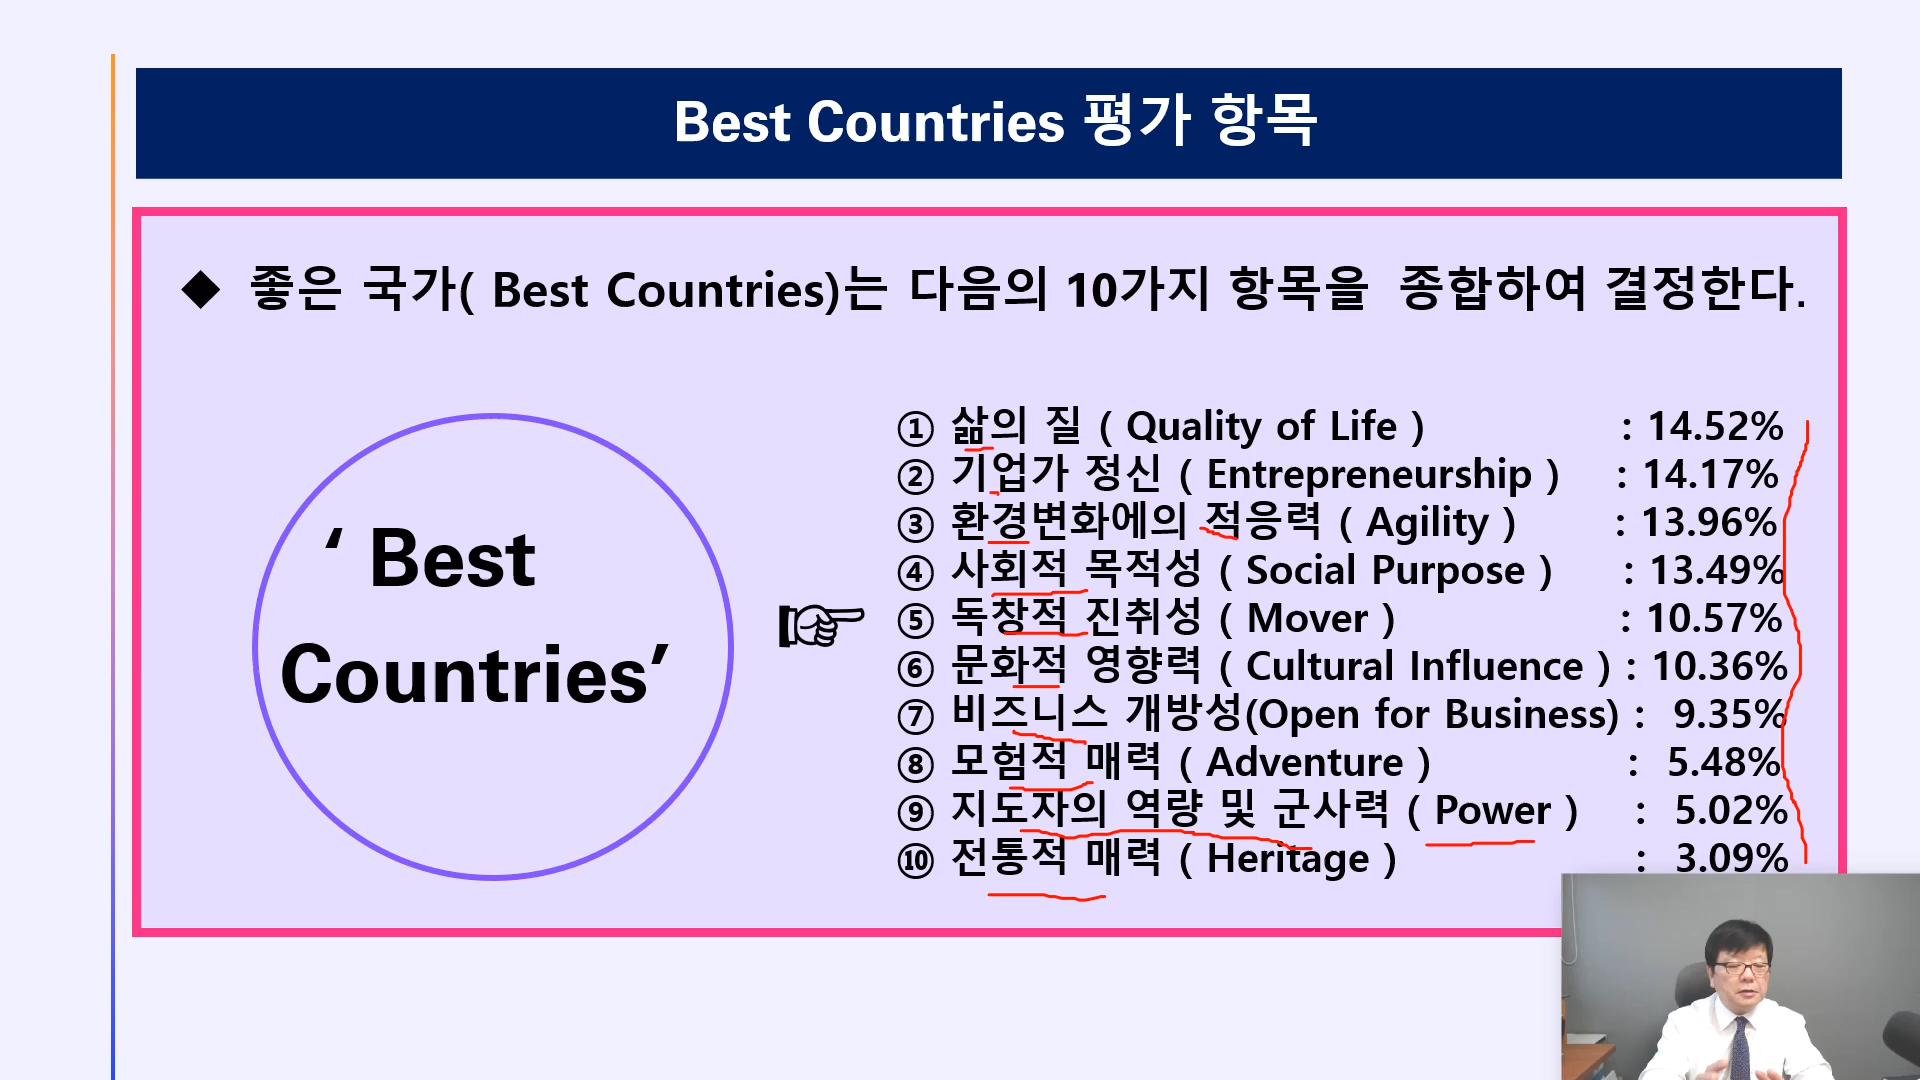 Best Countries 평가 항목
◆ 좋은 국가( Best Countries)는 다음의 10가지 항목을 종합하여 결정한다.
‘ Best
Countries’
① 삶의 질 ( Quality of Life ) : 14.52%
② 기업가 정신 ( Entrepreneurship ) : 14.17%
③ 환경변화에의 적응력 ( Agility ) : 13.96%
④ 사회적 목적성 ( Social Purpose ) : 13.49%
⑤ 독창적 진취성 ( Mover ) : 10.57%
⑥ 문화적 영향력 ( Cultural Influence ) : 10.36%
⑦ 비즈니스 개방성(Open for Business) : 9.35%
⑧ 모험적 매력 ( Adventure ) : 5.48%
⑨ 지도자의 역량 및 군사력 ( Power ) : 5.02%
⑩ 전통적 매력 ( Heritage ) : 3.09%